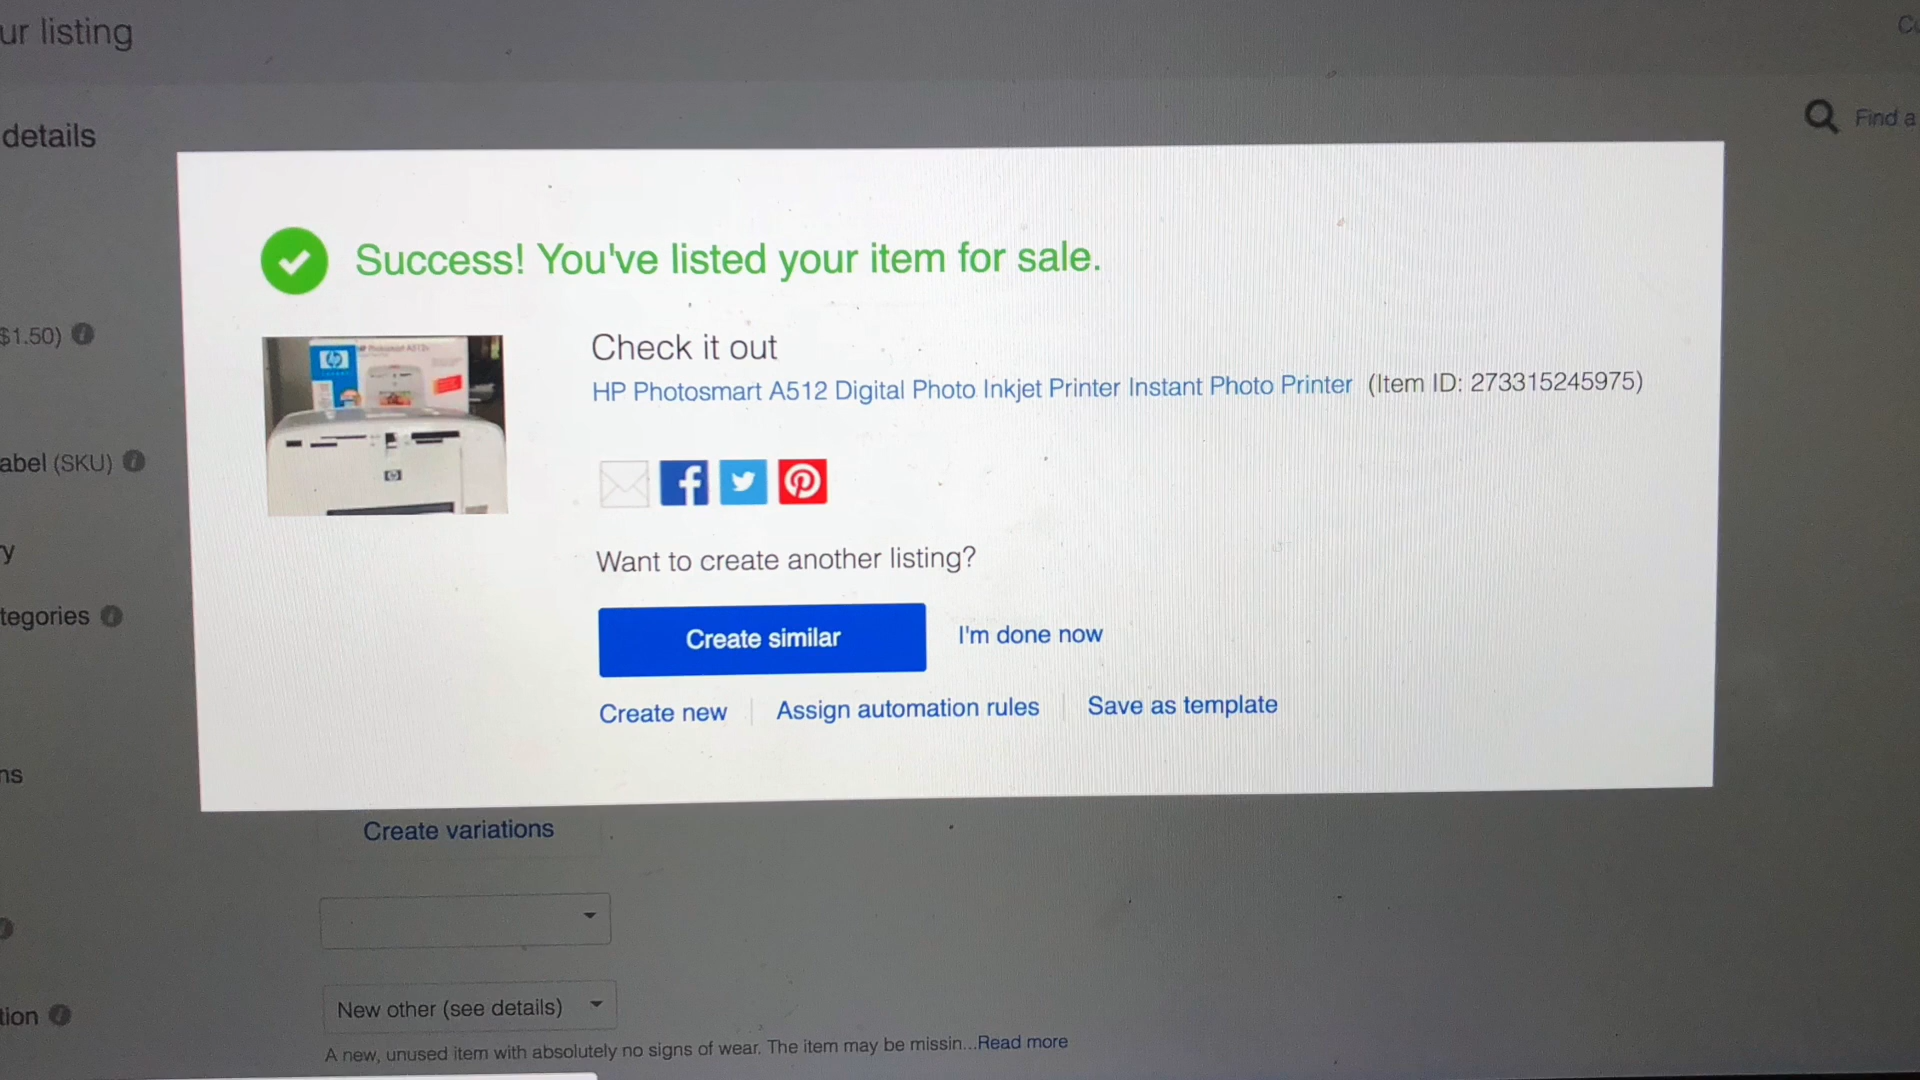 ur listing
details
Find a
Success! You've listed your item for sale.
$1.50)
Check it out
HP Photosmart A512 Digital Photo Inkjet Printer Instant Photo Printer (Item ID: 273315245975)
hp
abel (SKU)
Want to create another listing?
ry
tegories
Create similar
I'm done now
Create new
Assign automation rules
Save as template
ns
Create variations
New other (see details)
tion
A new, unused item with absolutely no signs of wear. The item may be missin...Read more